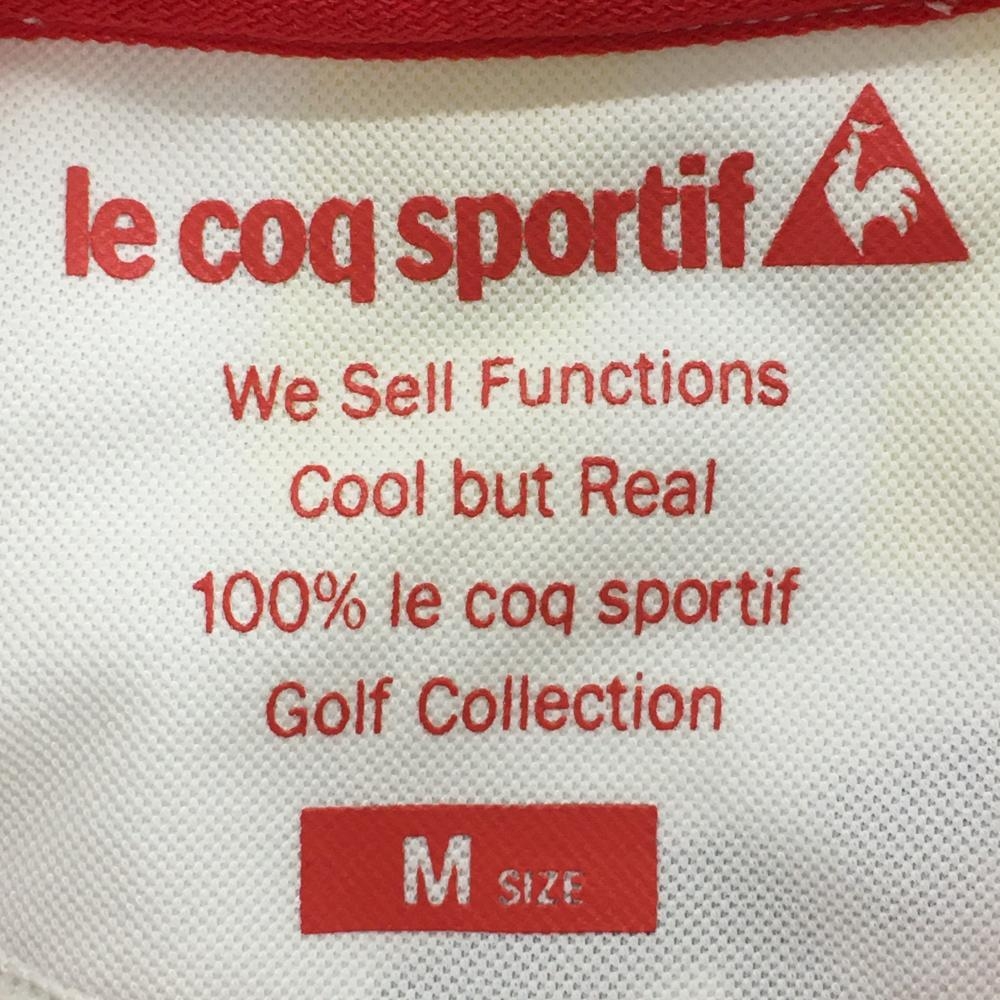 le coq sportif
We Sell Functions
Cool but Real
100% le coq sportif
Golf Collection
M SIZE